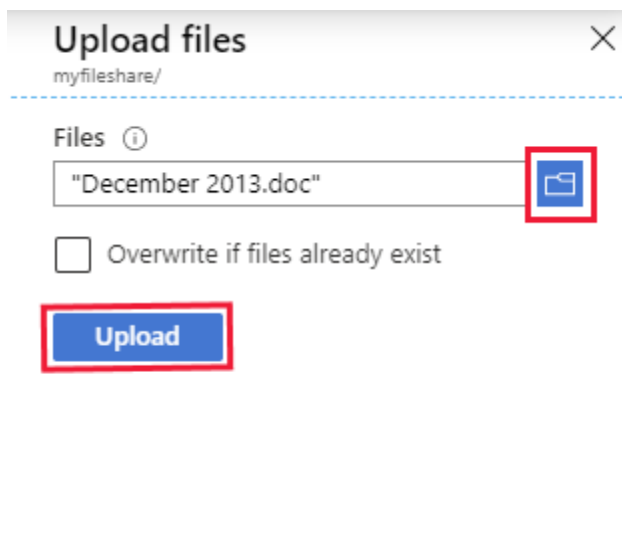 Upload files
myfileshare/
Files
"December 2013.doc"
Overwrite if files already exist
Upload